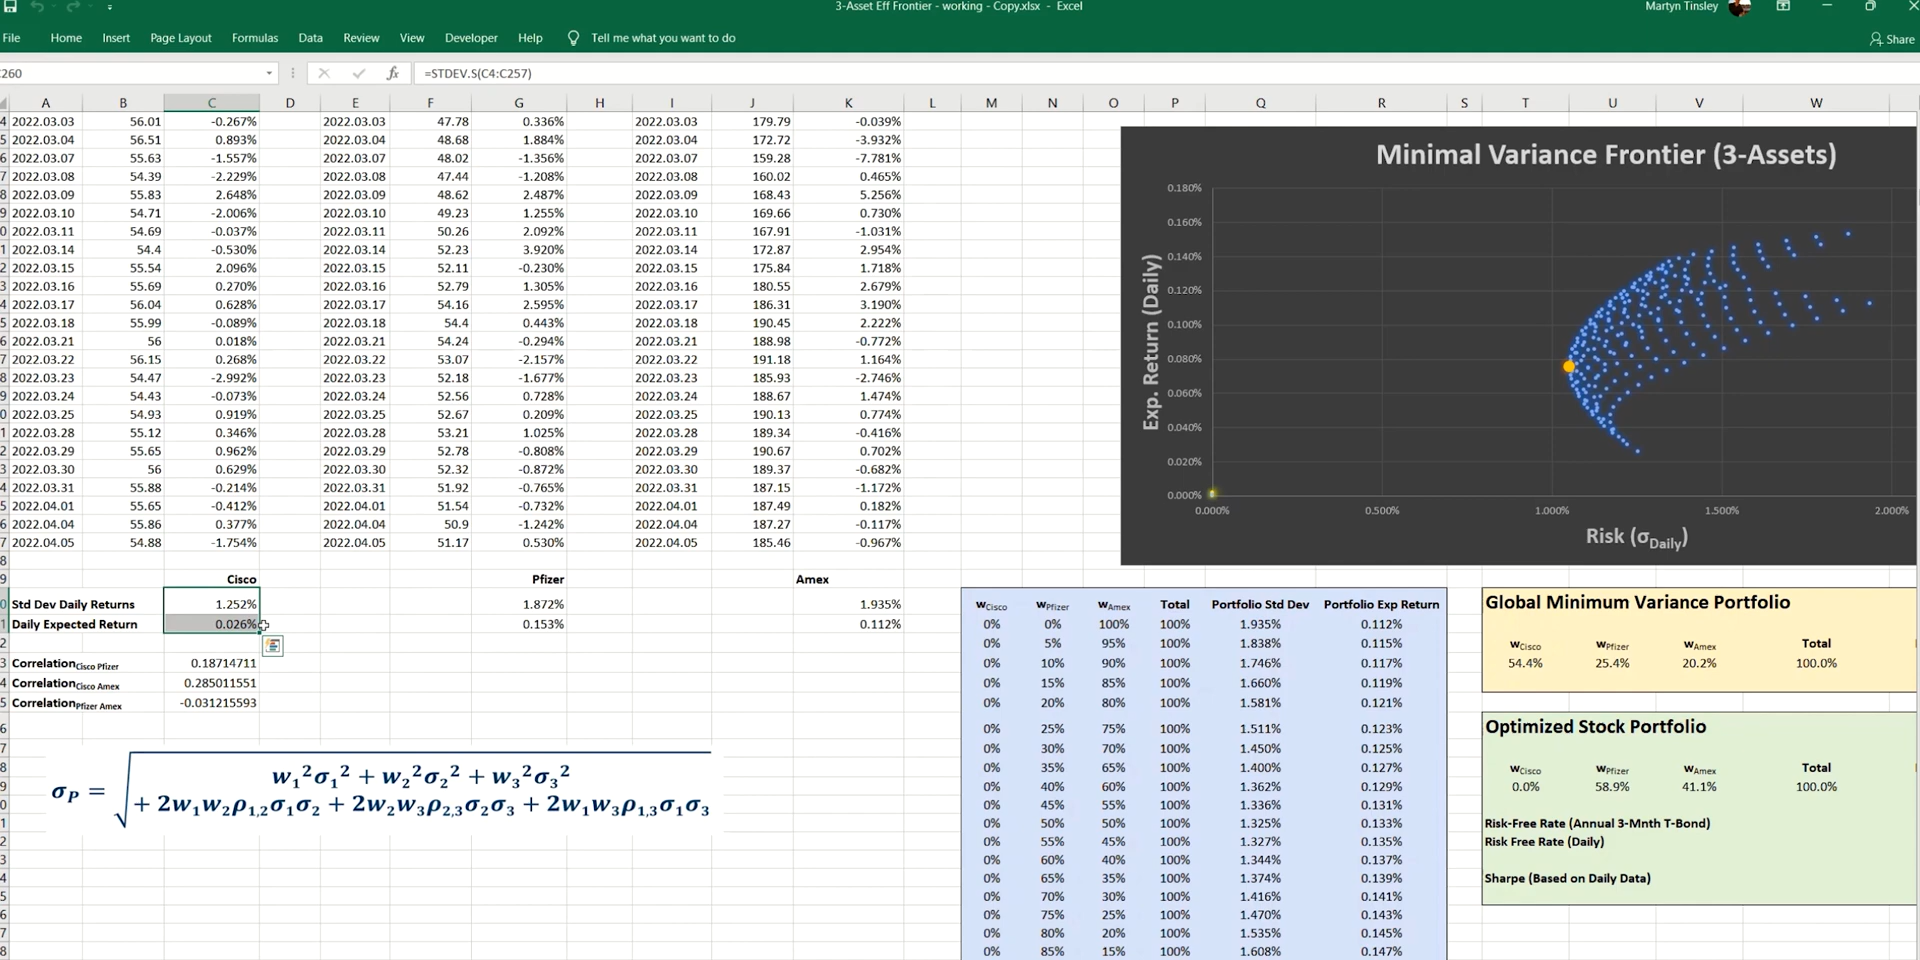 3-Asset Eff Frontier - working - Copy.xlsx - Excel
Martyn Tinsley
File Home Insert Page Layout Formulas Data Review View Developer Help Tell me what you want to do
Share
=STDEV.S(C4:C257)
A B C D E F G H I J K L M N O P Q R S T U V W
2022.03.03 56.01 -0.267% 2022.03.03 47.78 0.336% 2022.03.03 179.79 -0.039%
2022.03.04 56.51 0.893% 2022.03.04 48.68 1.884% 2022.03.04 172.72 -3.932%
2022.03.07 55.63 -1.557% 2022.03.07 48.02 -1.356% 2022.03.07 159.28 -7.781%
2022.03.08 54.39 -2.229% 2022.03.08 47.44 -1.208% 2022.03.08 160.02 0.465%
2022.03.09 55.83 2.648% 2022.03.09 48.62 2.487% 2022.03.09 168.43 5.256%
2022.03.10 54.71 -2.006% 2022.03.10 49.23 1.255% 2022.03.10 169.66 0.730%
2022.03.11 54.69 -0.037% 2022.03.11 50.26 2.092% 2022.03.11 167.91 -1.031%
2022.03.14 54.4 -0.530% 2022.03.14 52.23 3.920% 2022.03.14 172.87 2.954%
2022.03.15 55.54 2.096% 2022.03.15 52.11 -0.230% 2022.03.15 175.84 1.718%
2022.03.16 55.69 0.270% 2022.03.16 52.79 1.305% 2022.03.16 180.55 2.679%
2022.03.17 56.04 0.628% 2022.03.17 54.16 2.595% 2022.03.17 186.31 3.190%
2022.03.18 55.99 -0.089% 2022.03.18 54.4 0.443% 2022.03.18 190.45 2.222%
2022.03.21 56 0.018% 2022.03.21 54.24 -0.294% 2022.03.21 188.98 -0.772%
2022.03.22 56.15 0.268% 2022.03.22 53.07 -2.157% 2022.03.22 191.18 1.164%
2022.03.23 54.47 -2.992% 2022.03.23 52.18 -1.677% 2022.03.23 185.93 -2.746%
2022.03.24 54.43 -0.073% 2022.03.24 52.56 0.728% 2022.03.24 188.67 1.474%
2022.03.25 54.93 0.919% 2022.03.25 52.67 0.209% 2022.03.25 190.13 0.774%
2022.03.28 55.12 0.346% 2022.03.28 53.21 1.025% 2022.03.28 189.34 -0.416%
2022.03.29 55.65 0.962% 2022.03.29 52.78 -0.808% 2022.03.29 190.67 0.702%
2022.03.30 56 0.629% 2022.03.30 52.32 -0.872% 2022.03.30 189.37 -0.682%
2022.03.31 55.88 -0.214% 2022.03.31 51.92 -0.765% 2022.03.31 187.15 -1.172%
2022.04.01 55.65 -0.412% 2022.04.01 51.54 -0.732% 2022.04.01 187.49 0.182%
2022.04.04 55.86 0.377% 2022.04.04 50.9 -1.242% 2022.04.04 187.27 -0.117%
2022.04.05 54.88 -1.754% 2022.04.05 51.17 0.530% 2022.04.05 185.46 -0.967%
Cisco Pfizer Amex
Std Dev Daily Returns 1.252% 1.872% 1.935%
Daily Expected Return 0.026% 0.153% 0.112%
Correlation Cisco Pfizer 0.18714711
Correlation Cisco Amex 0.285011551
Correlation Pfizer Amex -0.031215593
σP = √ w₁²σ₁² + w₂²σ₂² + w₃²σ₃²
+ 2w₁w₂ρ₁,₂σ₁σ₂ + 2w₂w₃ρ₂,₃σ₂σ₃ + 2w₁w₃ρ₁,₃σ₁σ₃
Minimal Variance Frontier (3-Assets)
Exp. Return (Daily)
0.180%
0.160%
0.140%
0.120%
0.100%
0.080%
0.060%
0.040%
0.020%
0.000%
0.000% 0.500% 1.000% 1.500% 2.000%
Risk (σDaily)
wCisco wPfizer wAmex Total Portfolio Std Dev Portfolio Exp Return
0% 0% 100% 100% 1.935% 0.112%
0% 5% 95% 100% 1.838% 0.115%
0% 10% 90% 100% 1.746% 0.117%
0% 15% 85% 100% 1.660% 0.119%
0% 20% 80% 100% 1.581% 0.121%
0% 25% 75% 100% 1.511% 0.123%
0% 30% 70% 100% 1.450% 0.125%
0% 35% 65% 100% 1.400% 0.127%
0% 40% 60% 100% 1.362% 0.129%
0% 45% 55% 100% 1.336% 0.131%
0% 50% 50% 100% 1.325% 0.133%
0% 55% 45% 100% 1.327% 0.135%
0% 60% 40% 100% 1.344% 0.137%
0% 65% 35% 100% 1.374% 0.139%
0% 70% 30% 100% 1.416% 0.141%
0% 75% 25% 100% 1.470% 0.143%
0% 80% 20% 100% 1.535% 0.145%
0% 85% 15% 100% 1.608% 0.147%
Global Minimum Variance Portfolio
wCisco wPfizer wAmex Total
54.4% 25.4% 20.2% 100.0%
Optimized Stock Portfolio
wCisco wPfizer wAmex Total
0.0% 58.9% 41.1% 100.0%
Risk-Free Rate (Annual 3-Mnth T-Bond)
Risk Free Rate (Daily)
Sharpe (Based on Daily Data)